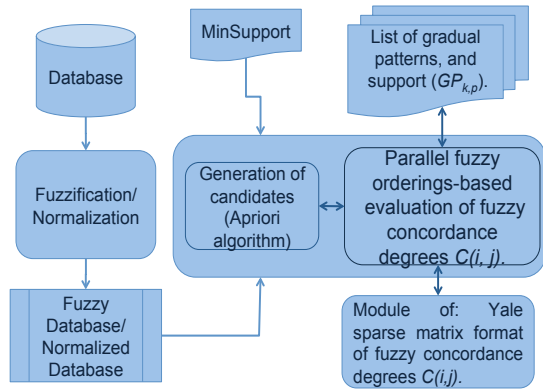 Database
Fuzzification/
Normalization
Fuzzy
Database/
Normalized
Database
MinSupport
List of gradual
patterns, and
support (GPk,p).
Generation of
candidates
(Apriori
algorithm)
Parallel fuzzy
orderings-based
evaluation of fuzzy
concordance
degrees C(i, j).
Module of: Yale
sparse matrix format
of fuzzy concordance
degrees C(i,j).